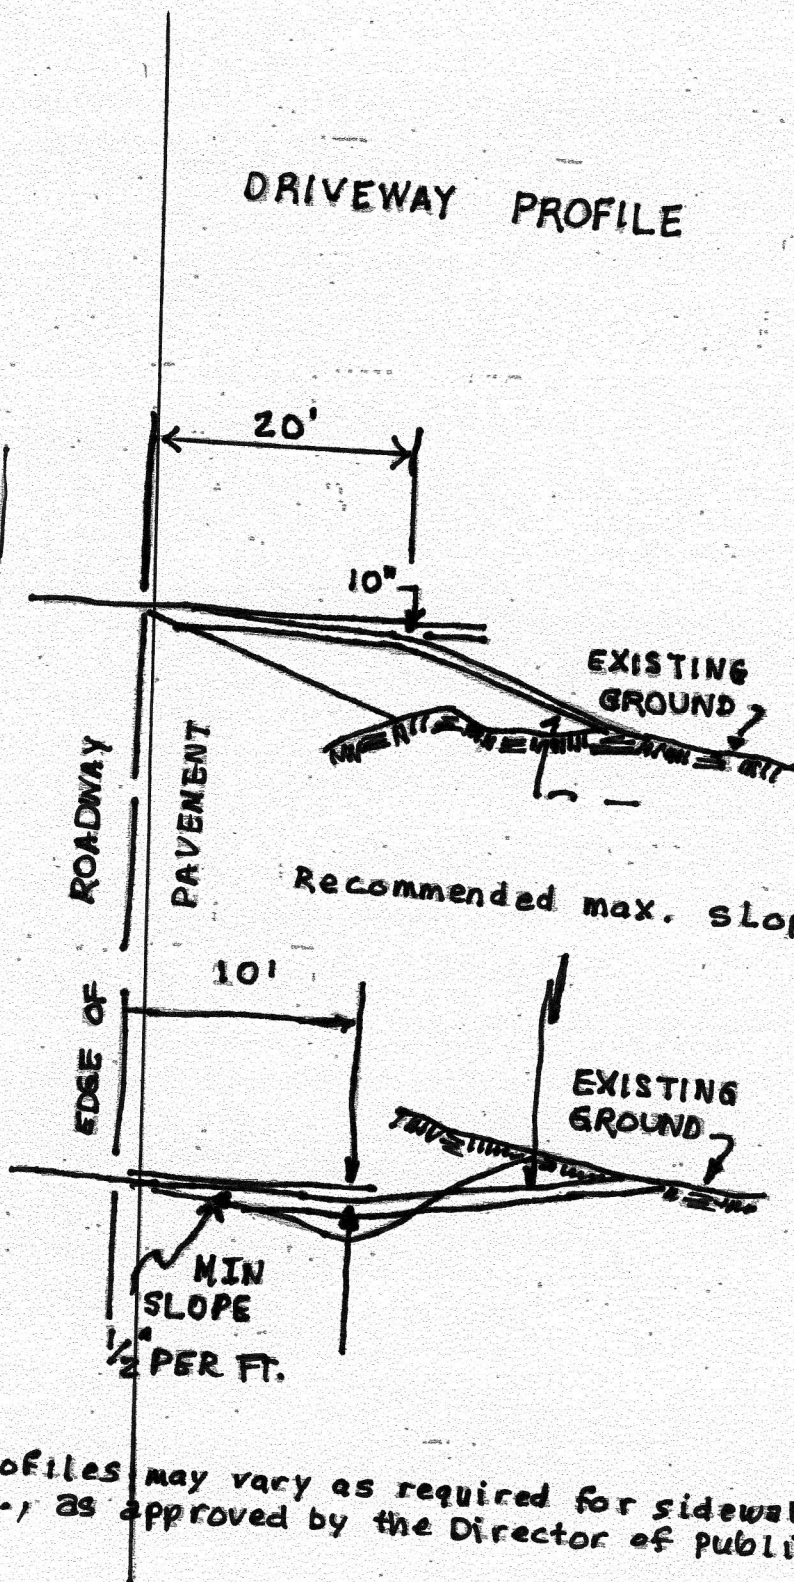 DRIVEWAY PROFILE
20'
10"
EXISTING
GROUND
Recommended max.
10'
EXISTING
GROUND
EDGE OF ROADWAY
PAVENENT
MIN
SLOPE
1/2" PER FT.
may vary as required for
as approved by the Director of